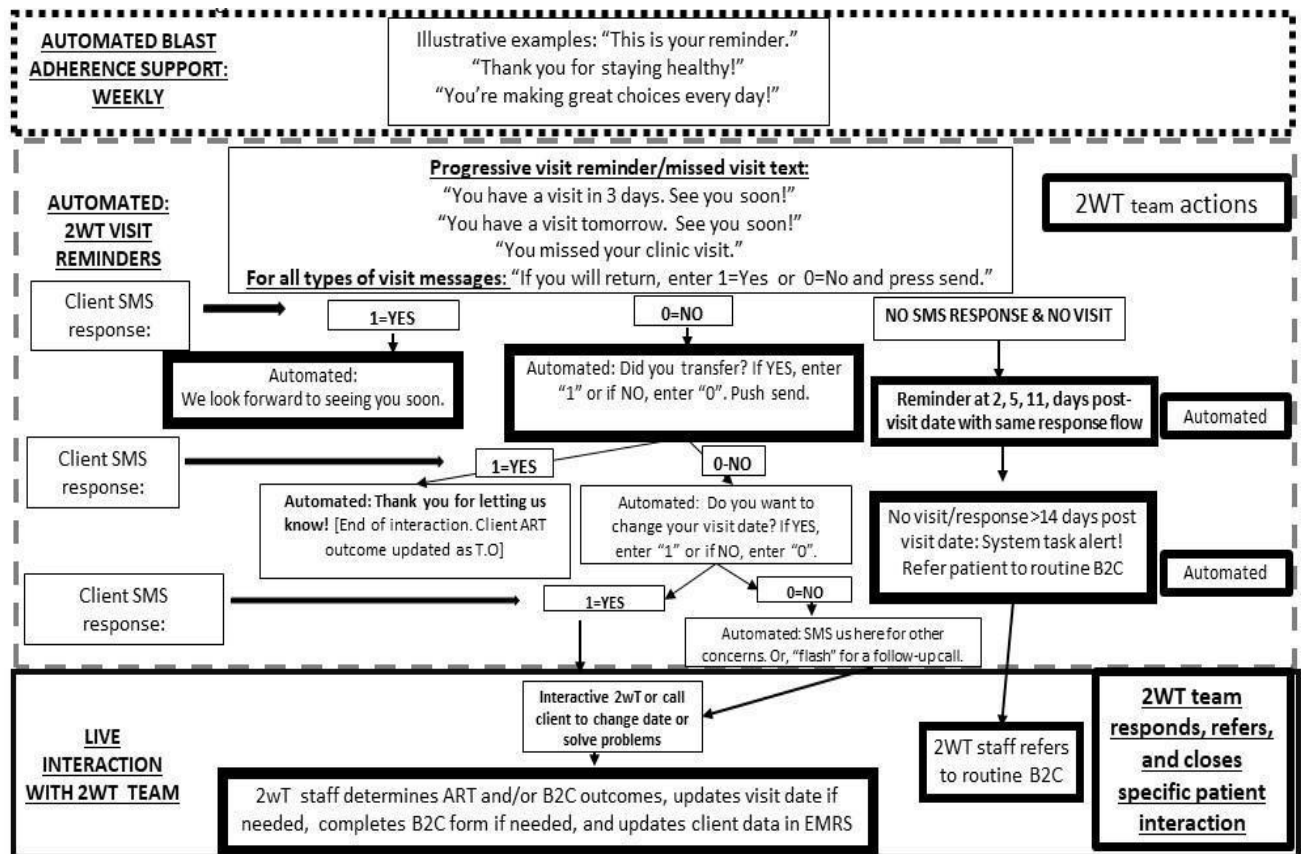 AUTOMATED BLAST
ADHERENCE SUPPORT:
WEEKLY
Illustrative examples: “This is your reminder.”
“Thank you for staying healthy!”
“You’re making great choices every day!”
Progressive visit reminder/missed visit text:
“You have a visit in 3 days. See you soon!”
“You have a visit tomorrow. See you soon!”
“You missed your clinic visit.”
For all types of visit messages: “If you will return, enter 1=Yes or 0=No and press send.”
AUTOMATED:
2WT VISIT
REMINDERS
2WT team actions
Client SMS
response:
1=YES
0=NO
NO SMS RESPONSE & NO VISIT
Automated:
We look forward to seeing you soon.
Automated: Did you transfer? If YES, enter
“1” or if NO, enter “0”. Push send.
Reminder at 2, 5, 11, days post-
visit date with same response flow
Automated
Client SMS
response:
1=YES
0-NO
Automated: Thank you for letting us
know! [End of interaction. Client ART
outcome updated as T.O]
Automated: Do you want to
change your visit date? If YES,
enter “1” or if NO, enter “0”.
No visit/response>14 days post
visit date: System task alert!
Refer patient to routine B2C
Automated
Client SMS
response:
1=YES
0=NO
Automated: SMS us here for other
concerns. Or, “flash” for a follow-up call.
LIVE
INTERACTION
WITH 2WT TEAM
Interactive 2wT or call
client to change date or
solve problems
2WT staff refers
to routine B2C
2WT team
responds, refers,
and closes
specific patient
interaction
2wT staff determines ART and/or B2C outcomes, updates visit date if
needed, completes B2C form if needed, and updates client data in EMRS